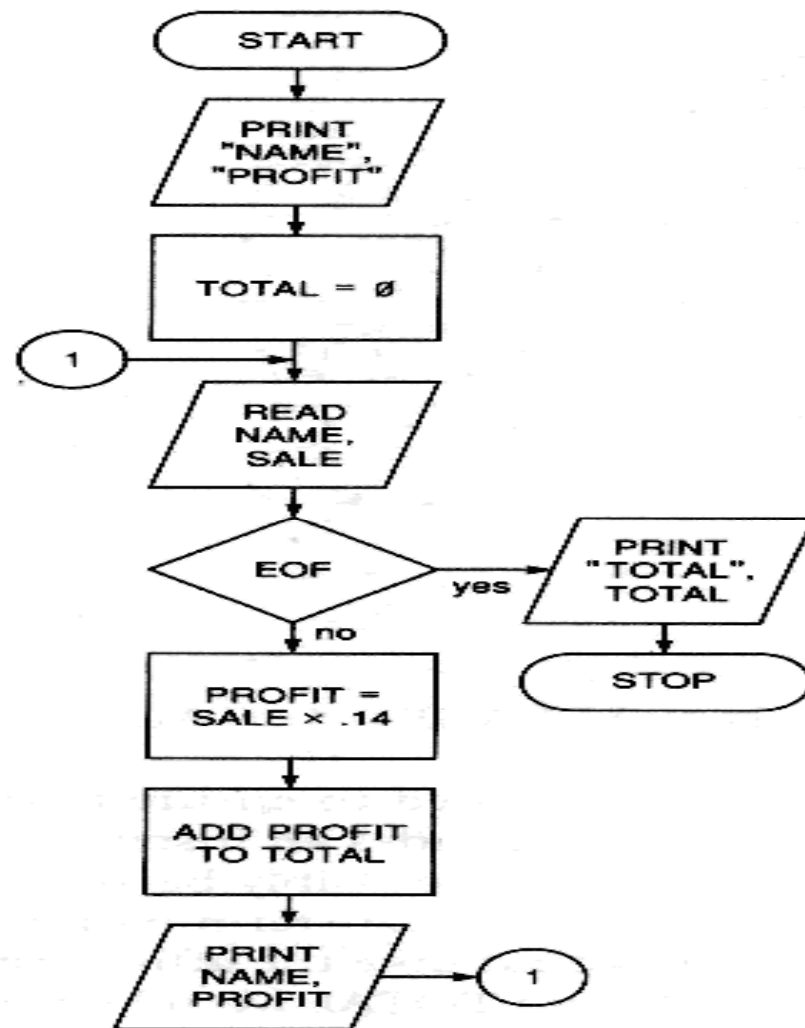 START
PRINT
"NAME",
"PROFIT"
TOTAL = Ø
1
READ
NAME,
SALE
EOF
yes
PRINT
"TOTAL",
TOTAL
STOP
no
PROFIT =
SALE × .14
ADD PROFIT
TO TOTAL
PRINT
NAME,
PROFIT
1